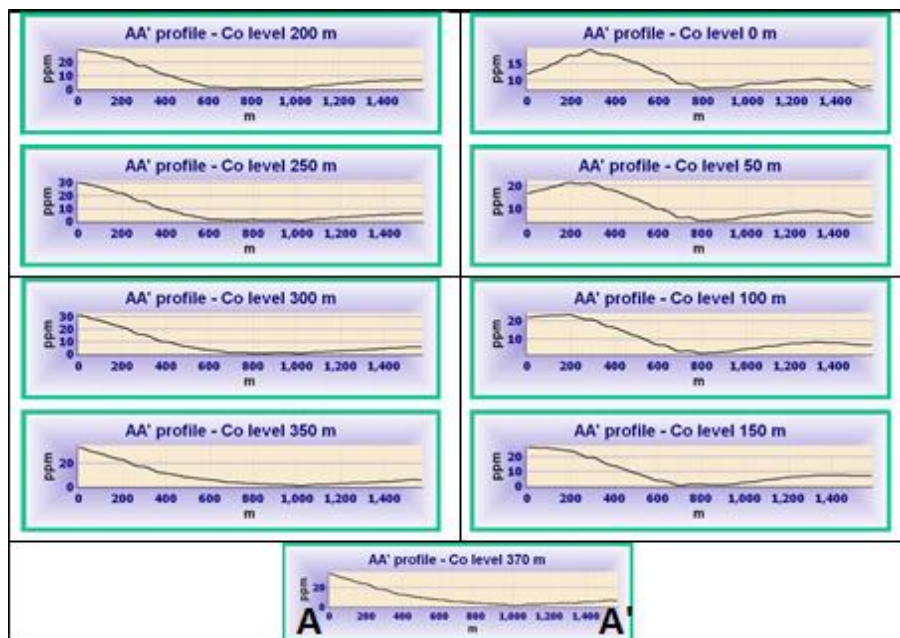 AA' profile - Co level 200 m
ppm
20
10
0
0 200 400 600 800 1,000 1,200 1,400
m
AA' profile - Co level 0 m
ppm
15
10
0 200 400 600 800 1,000 1,200 1,400
m
AA' profile - Co level 250 m
ppm
30
20
10
0
0 200 400 600 800 1,000 1,200 1,400
m
AA' profile - Co level 50 m
ppm
20
10
0 200 400 600 800 1,000 1,200 1,400
m
AA' profile - Co level 300 m
ppm
30
20
10
0
0 200 400 600 800 1,000 1,200 1,400
m
AA' profile - Co level 100 m
ppm
20
10
0 200 400 600 800 1,000 1,200 1,400
m
AA' profile - Co level 350 m
ppm
20
0
0 200 400 600 800 1,000 1,200 1,400
m
AA' profile - Co level 150 m
ppm
20
10
0
0 200 400 600 800 1,000 1,200 1,400
m
AA' profile - Co level 370 m
ppm
20
0
0 200 400 600 800 1,000 1,200 1,400
m
A A'